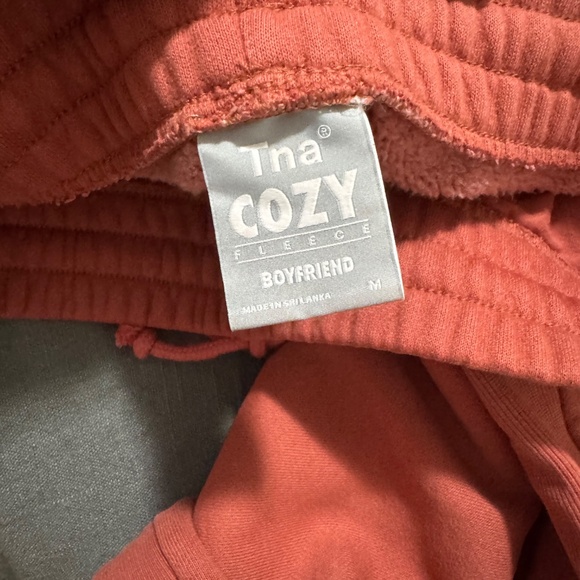 Tna®
COZY
FLEECE
BOYFRIEND
M
MADE IN SRI LANKA